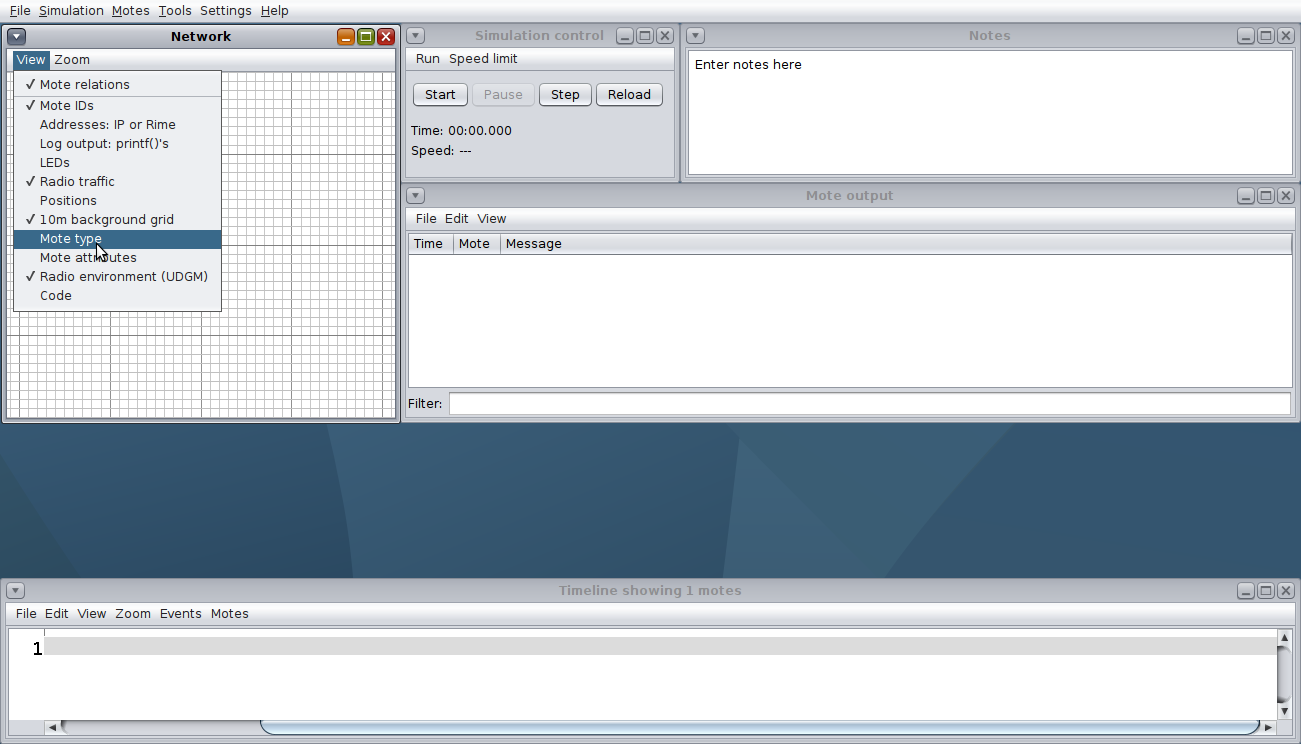 File Simulation Motes Tools Settings Help
Network
View Zoom
✓ Mote relations
✓ Mote IDs
Addresses: IP or Rime
Log output: printf()'s
LEDs
✓ Radio traffic
Positions
✓ 10m background grid
Mote type
Mote attributes
✓ Radio environment (UDGM)
Code
Simulation control
Run Speed limit
Start Pause Step Reload
Time: 00:00.000
Speed: ---
Notes
Enter notes here
Mote output
File Edit View
Time Mote Message
Filter:
Timeline showing 1 motes
File Edit View Zoom Events Motes
1